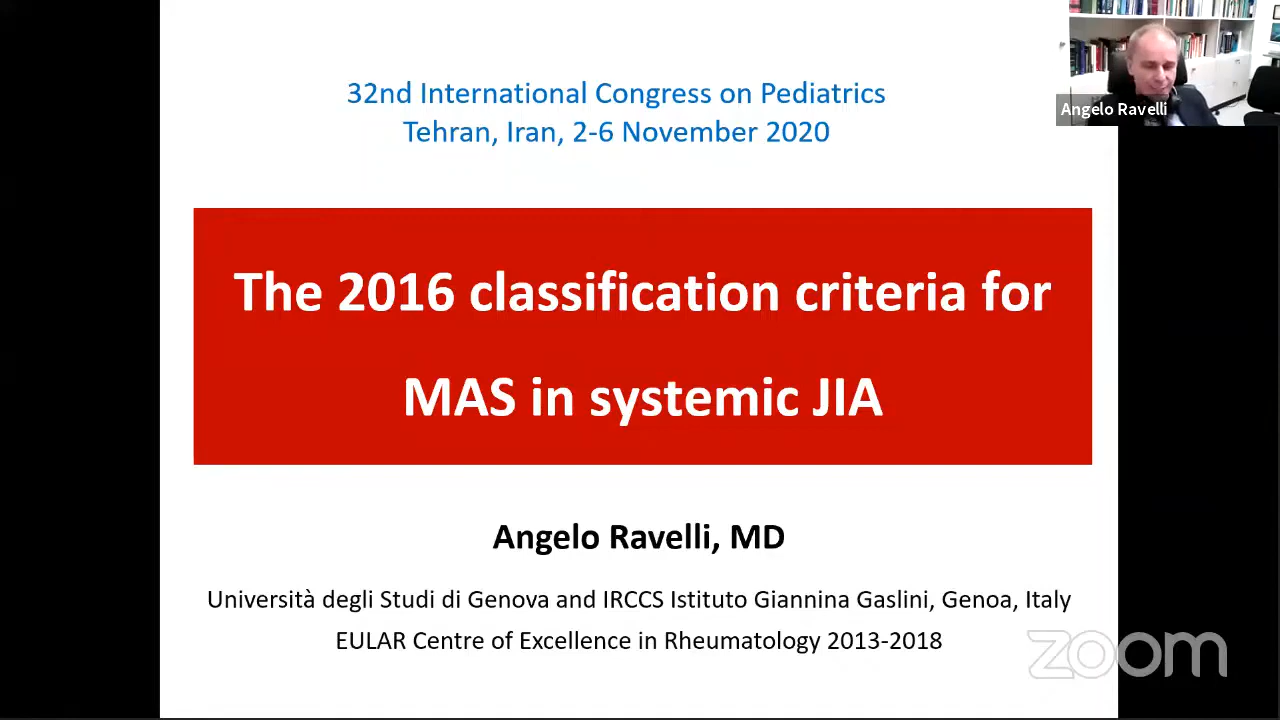 32nd International Congress on Pediatrics
Tehran, Iran, 2-6 November 2020
Angelo Ravelli
The 2016 classification criteria for
MAS in systemic JIA
Angelo Ravelli, MD
Università degli Studi di Genova and IRCCS Istituto Giannina Gaslini, Genoa, Italy
EULAR Centre of Excellence in Rheumatology 2013-2018
zoom